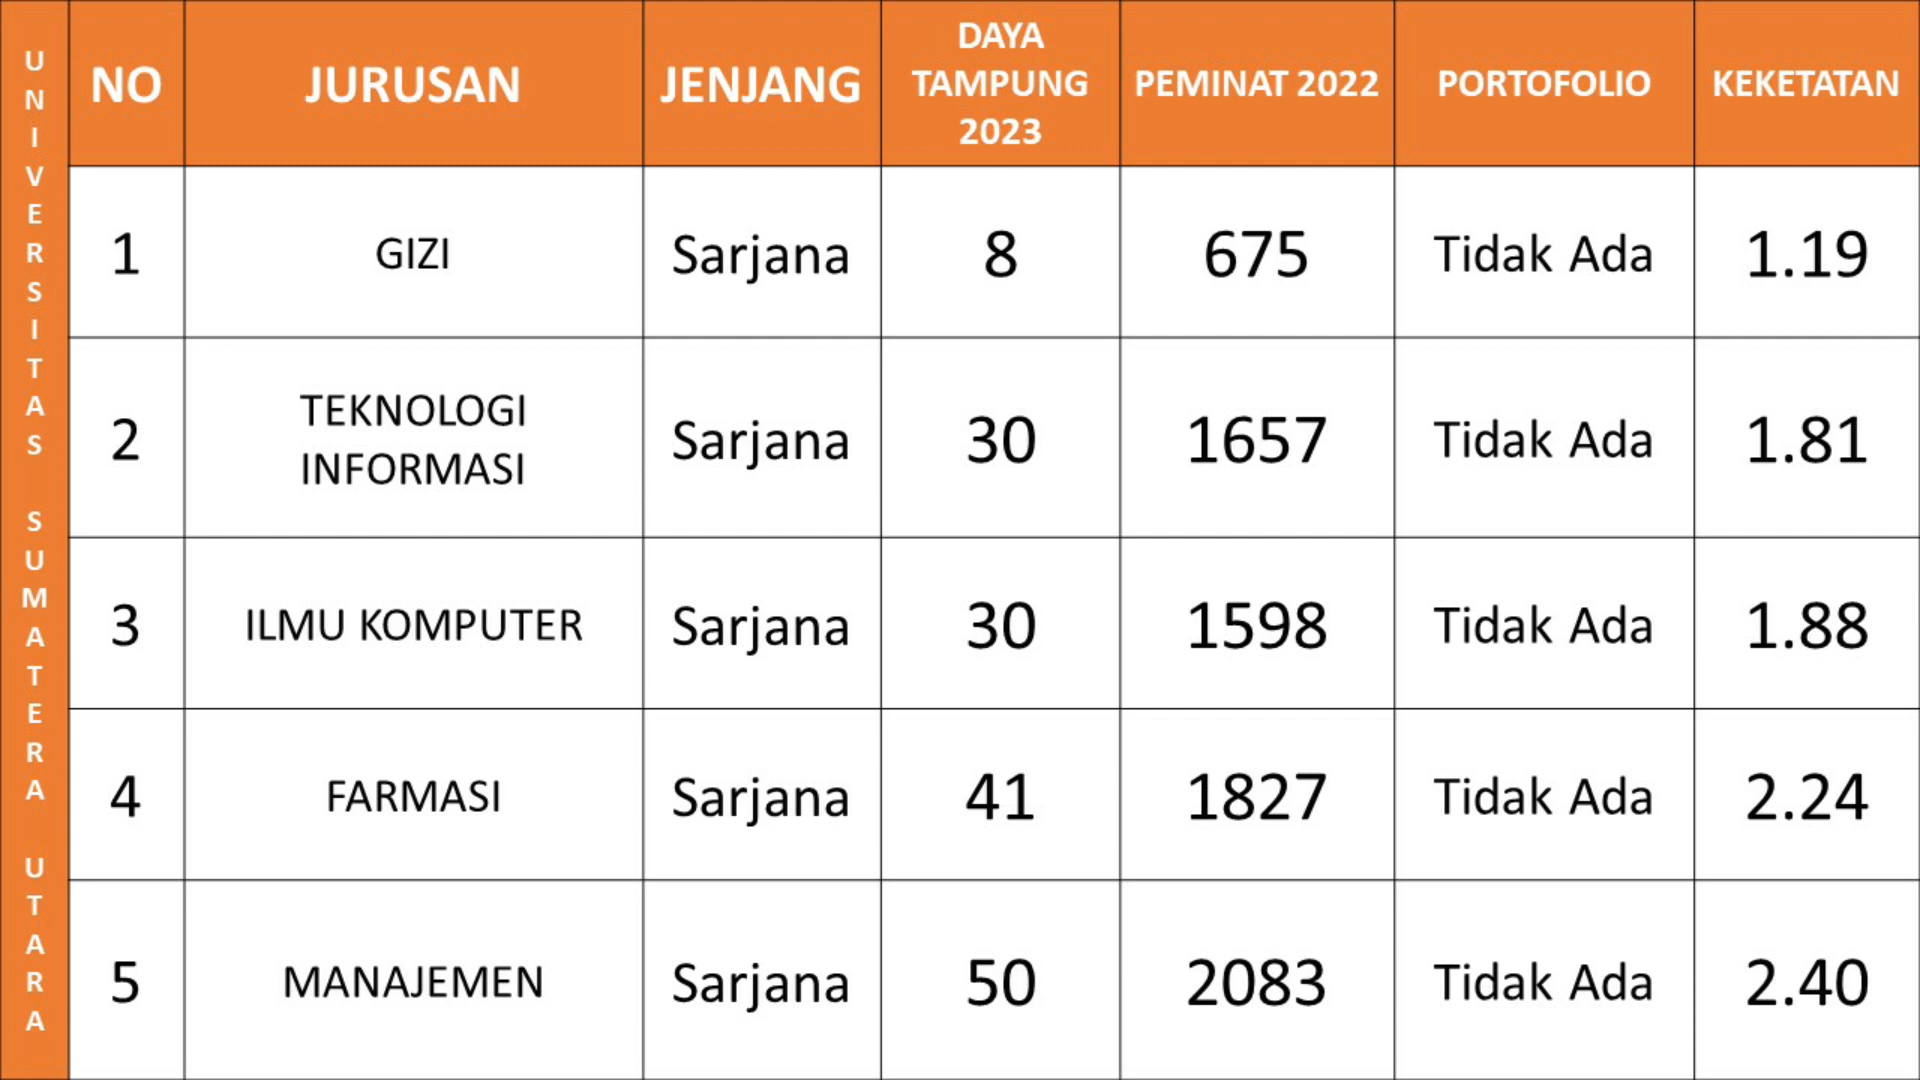 UNIVERSITAS SUMATERA UTARA
NO JURUSAN JENJANG DAYA TAMPUNG 2023 PEMINAT 2022 PORTOFOLIO KEKETATAN
1 GIZI Sarjana 8 675 Tidak Ada 1.19
2 TEKNOLOGI INFORMASI Sarjana 30 1657 Tidak Ada 1.81
3 ILMU KOMPUTER Sarjana 30 1598 Tidak Ada 1.88
4 FARMASI Sarjana 41 1827 Tidak Ada 2.24
5 MANAJEMEN Sarjana 50 2083 Tidak Ada 2.40